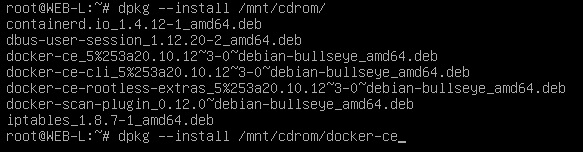 root@WEB-L:~# dpkg --install /mnt/cdrom/
containerd.io_1.4.12-1_amd64.deb
dbus-user-session_1.12.20-2_amd64.deb
docker-ce_5%253a20.10.12~3-0~debian-bullseye_amd64.deb
docker-ce-cli_5%253a20.10.12~3-0~debian-bullseye_amd64.deb
docker-ce-rootless-extras_5%253a20.10.12~3-0~debian-bullseye_amd64.deb
docker-scan-plugin_0.12.0~debian-bullseye_amd64.deb
iptables_1.8.7-1_amd64.deb
root@WEB-L:~# dpkg --install /mnt/cdrom/docker-ce_